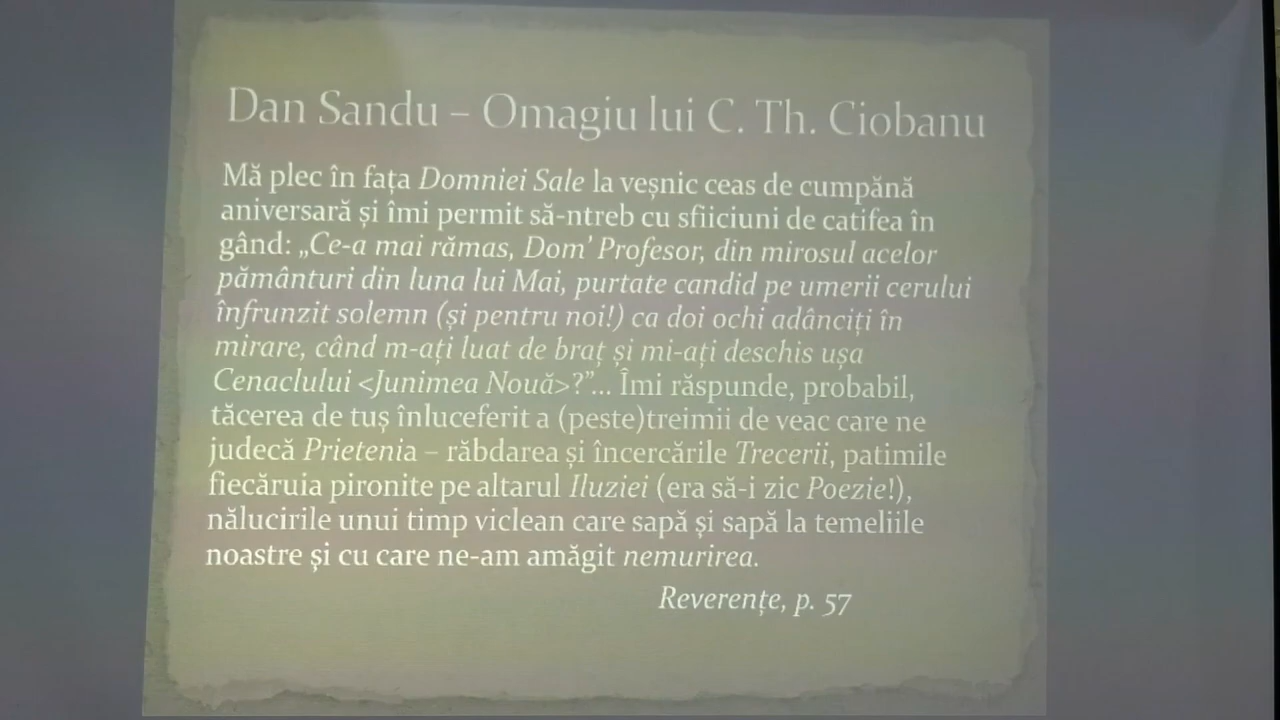 Dan Sandu – Omagiu lui C. Th. Ciobanu
Mă plec în fața Domniei Sale la veșnic ceas de cumpănă
aniversară și îmi permit să-ntreb cu sfiiciuni de catifea în
gând: „Ce-a mai rămas, Dom’ Profesor, din mirosul acelor
pământuri din luna lui Mai, purtate candid pe umerii cerului
înfrunzit solemn (și pentru noi!) ca doi ochi adânciți în
mirare, când m-ați luat de braț și mi-ați deschis ușa
Cenaclului <Junimea Nouă>?”... Îmi răspunde, probabil,
tăcerea de tuș înluceferit a (peste)treimii de veac care ne
judecă Prietenia – răbdarea și încercările Trecerii, patimile
fiecăruia pironite pe altarul Iluziei (era să-i zic Poezie!),
nălucirile unui timp viclean care sapă și sapă la temeliile
noastre și cu care ne-am amăgit nemurirea.
Reverențe, p. 57